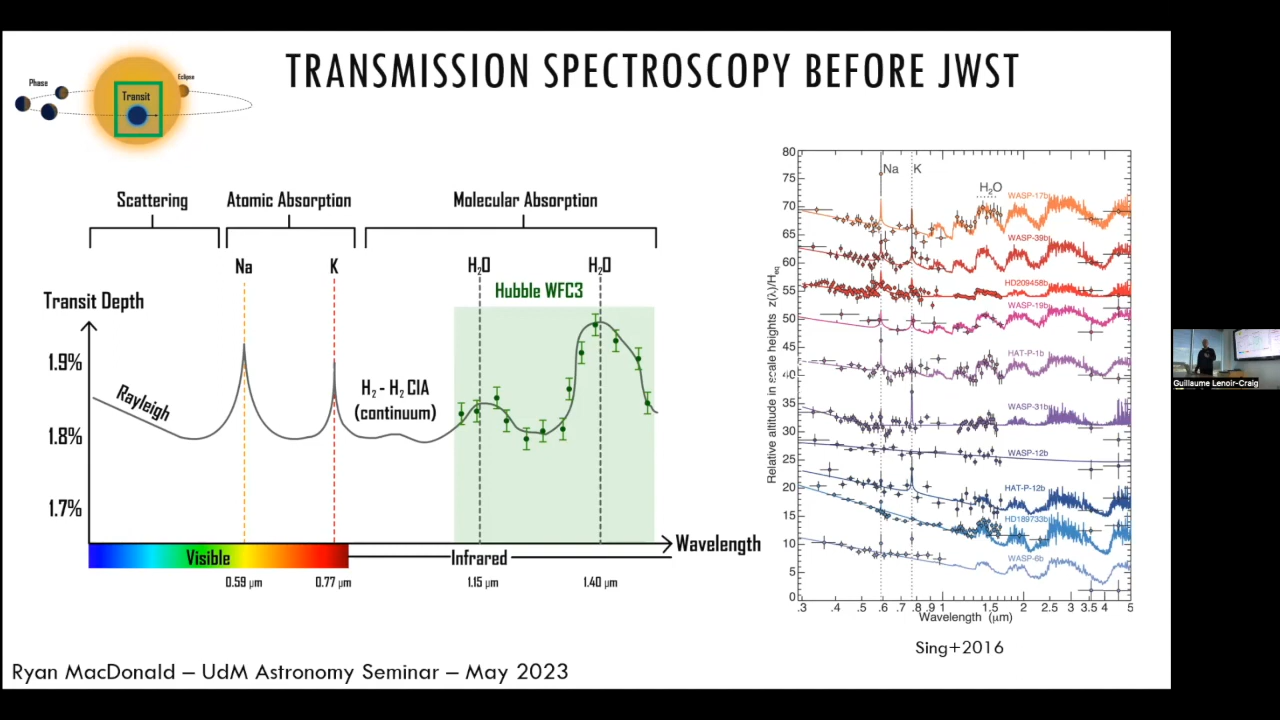 TRANSMISSION SPECTROSCOPY BEFORE JWST
Phase
Eclipse
Transit
Scattering
Atomic Absorption
Molecular Absorption
Na
K
H₂O
H₂O
Hubble WFC3
Transit Depth
1.9%
1.8%
1.7%
Rayleigh
H₂ - H₂ CIA
(continuum)
Visible
Infrared
Wavelength
0.59 μm
0.77 μm
1.15 μm
1.40 μm
Relative altitude in scale heights z(λ)/Heq
80
75
70
65
60
55
50
45
40
35
30
25
20
15
10
5
0
Na
K
H₂O
WASP-17b
WASP-39b
HD209458b
WASP-19b
HAT-P-1b
WASP-31b
WASP-12b
HAT-P-12b
HD189733b
WASP-6b
.3 .4 .5 .6 .7 .8 .9 1 1.5 2 2.5 3 3.5 4 5
Wavelength (μm)
Sing+2016
Guillaume Lenoir-Craig
Ryan MacDonald – UdM Astronomy Seminar – May 2023